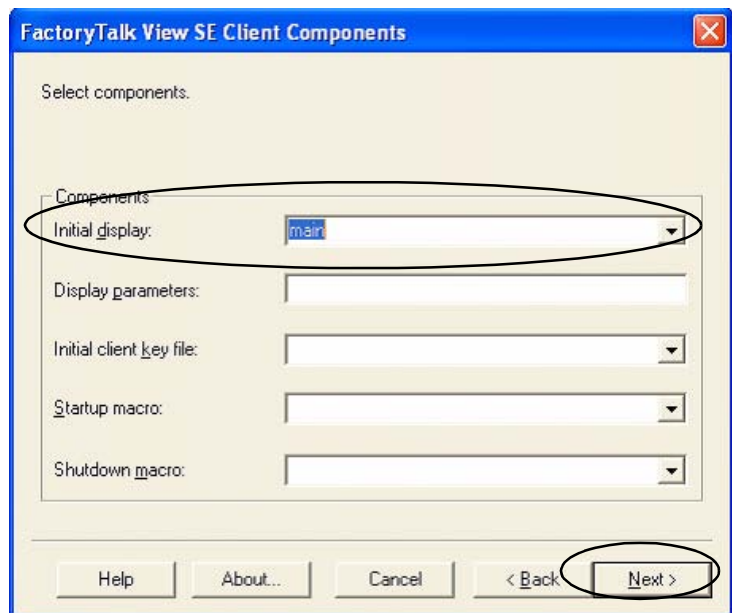 FactoryTalk View SE Client Components
Select components.
Components
Initial display: main
Display parameters:
Initial client key file:
Startup macro:
Shutdown macro:
Help About... Cancel < Back Next >